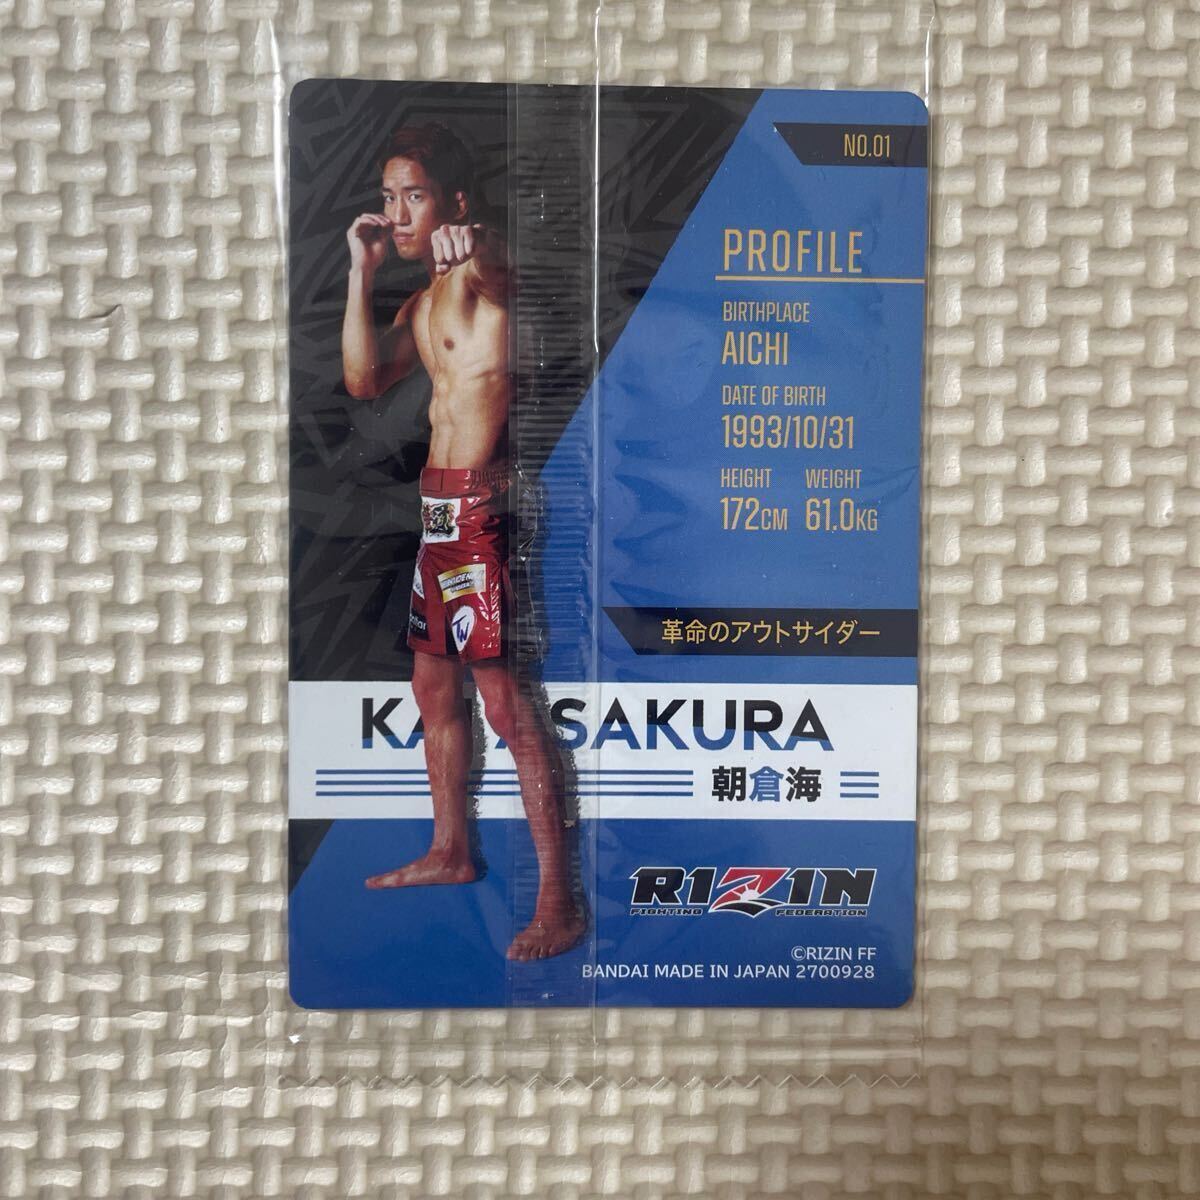 NO.01
PROFILE
BIRTHPLACE
AICHI
DATE OF BIRTH
1993/10/31
HEIGHT WEIGHT
172CM 61.0KG
革命のアウトサイダー
KAI ASAKURA
朝倉海
RIZIN
FIGHTING FEDERATION
©RIZIN FF
BANDAI MADE IN JAPAN 2700928